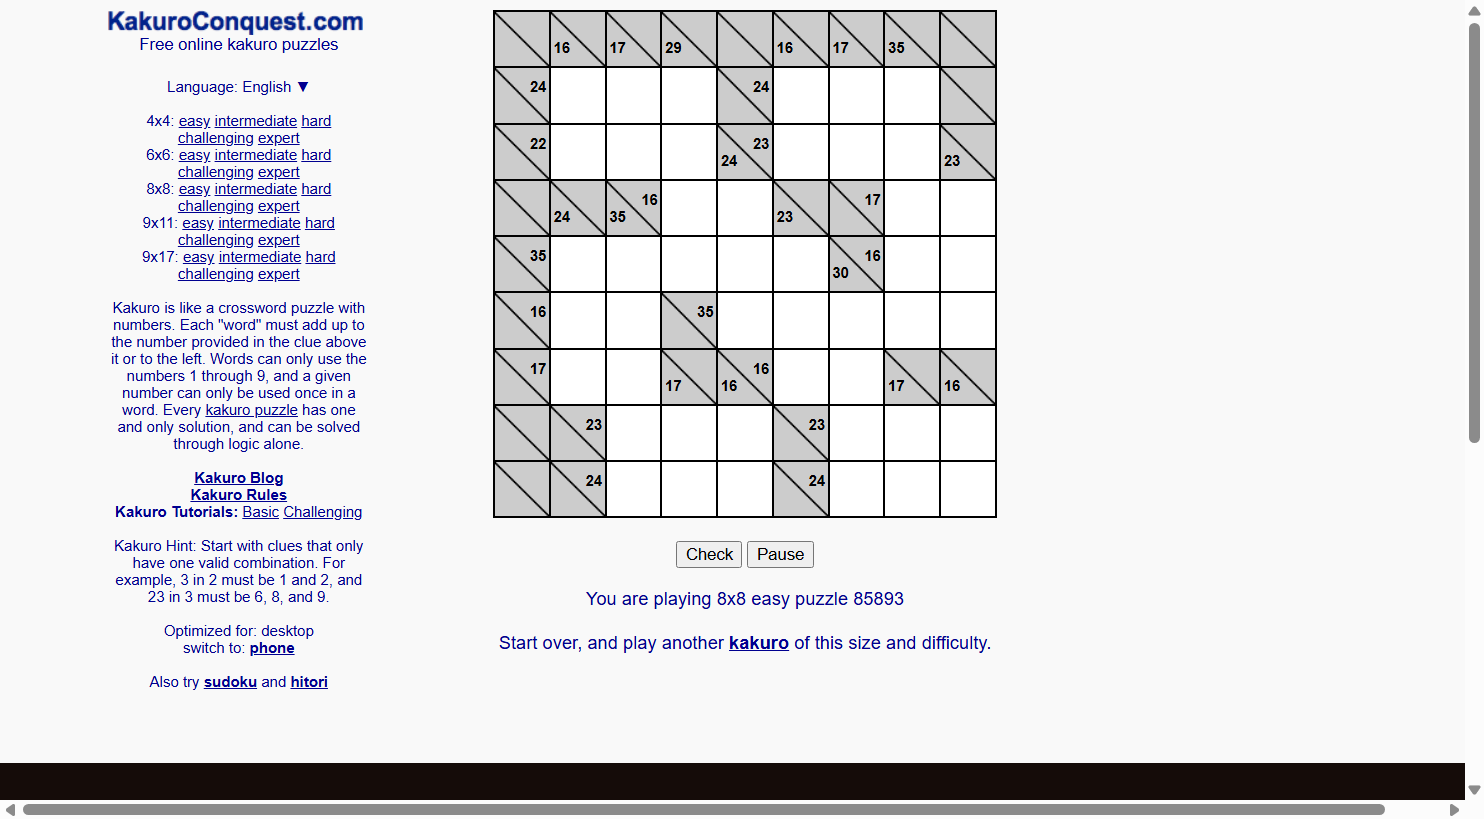 KakuroConquest.com
Free online kakuro puzzles
Language: English ▼
4x4: easy intermediate hard
challenging expert
6x6: easy intermediate hard
challenging expert
8x8: easy intermediate hard
challenging expert
9x11: easy intermediate hard
challenging expert
9x17: easy intermediate hard
challenging expert
Kakuro is like a crossword puzzle with
numbers. Each "word" must add up to
the number provided in the clue above
it or to the left. Words can only use the
numbers 1 through 9, and a given
number can only be used once in a
word. Every kakuro puzzle has one
and only solution, and can be solved
through logic alone.
Kakuro Blog
Kakuro Rules
Kakuro Tutorials: Basic Challenging
Kakuro Hint: Start with clues that only
have one valid combination. For
example, 3 in 2 must be 1 and 2, and
23 in 3 must be 6, 8, and 9.
Optimized for: desktop
switch to: phone
Also try sudoku and hitori
16 17 29 16 17 35
24 24
22 23
24 23
16 17
24 35 23
35 16
30
16 35
17 16
17 16 17 16
23 23
24 24
Check Pause
You are playing 8x8 easy puzzle 85893
Start over, and play another kakuro of this size and difficulty.